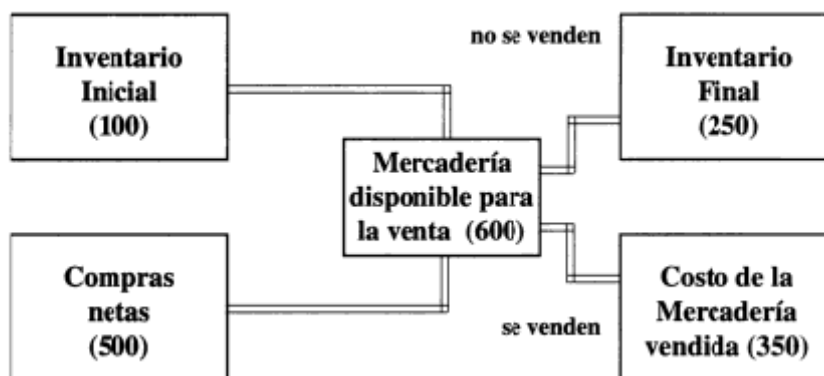 Inventario
Inicial
(100)
no se venden
Inventario
Final
(250)
Mercadería
disponible para
la venta (600)
Compras
netas
(500)
se venden
Costo de la
Mercadería
vendida (350)